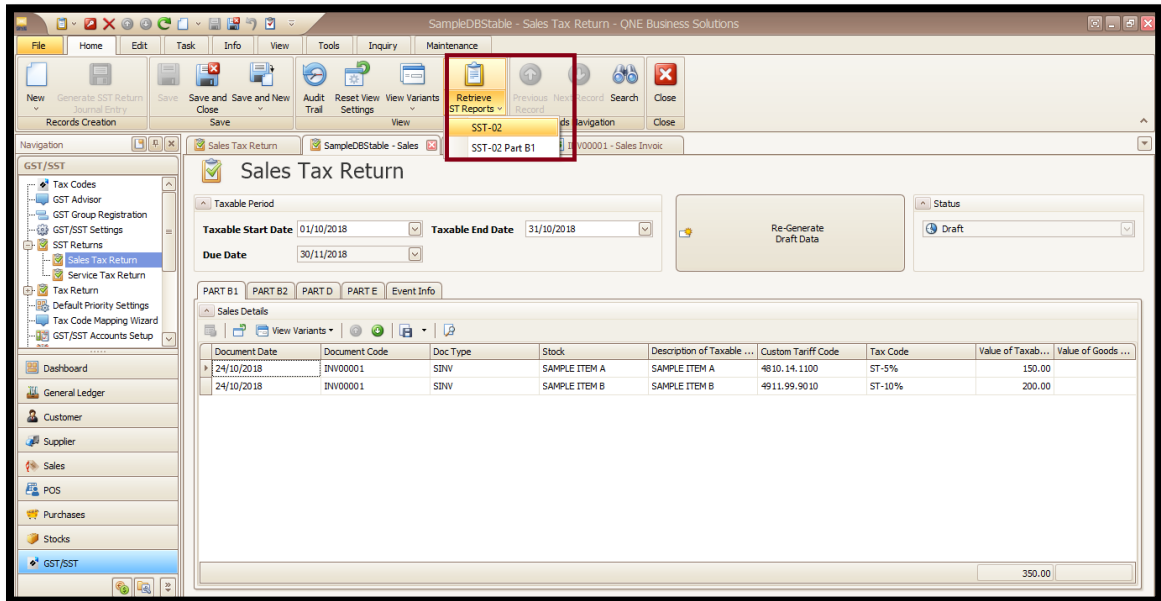 SampleDBStable - Sales Tax Return - QNE Business Solutions
File Home Edit Task Info View Tools Inquiry Maintenance
New Generate SST Return Journal Entry Save Save and Close Save and New Audit Trail Reset View Settings View Variants Retrieve ST Reports Previous Record Next Record Search Close
Records Creation Save View ds Navigation Close
SST-02
SST-02 Part B1
Navigation
Sales Tax Return SampleDBStable - Sales INV00001 - Sales Invoic
GST/SST
Tax Codes
GST Advisor
GST Group Registration
GST/SST Settings
SST Returns
Sales Tax Return
Service Tax Return
Tax Return
Default Priority Settings
Tax Code Mapping Wizard
GST/SST Accounts Setup
Dashboard
General Ledger
Customer
Supplier
Sales
POS
Purchases
Stocks
GST/SST
Sales Tax Return
Taxable Period
Taxable Start Date 01/10/2018 Taxable End Date 31/10/2018
Due Date 30/11/2018
Re-Generate
Draft Data
Status
Draft
PART B1 PART B2 PART D PART E Event Info
Sales Details
View Variants
Document Date Document Code Doc Type Stock Description of Taxable ... Custom Tariff Code Tax Code Value of Taxab... Value of Goods ...
24/10/2018 INV00001 SINV SAMPLE ITEM A SAMPLE ITEM A 4810.14.1100 ST-5% 150.00
24/10/2018 INV00001 SINV SAMPLE ITEM B SAMPLE ITEM B 4911.99.9010 ST-10% 200.00
350.00